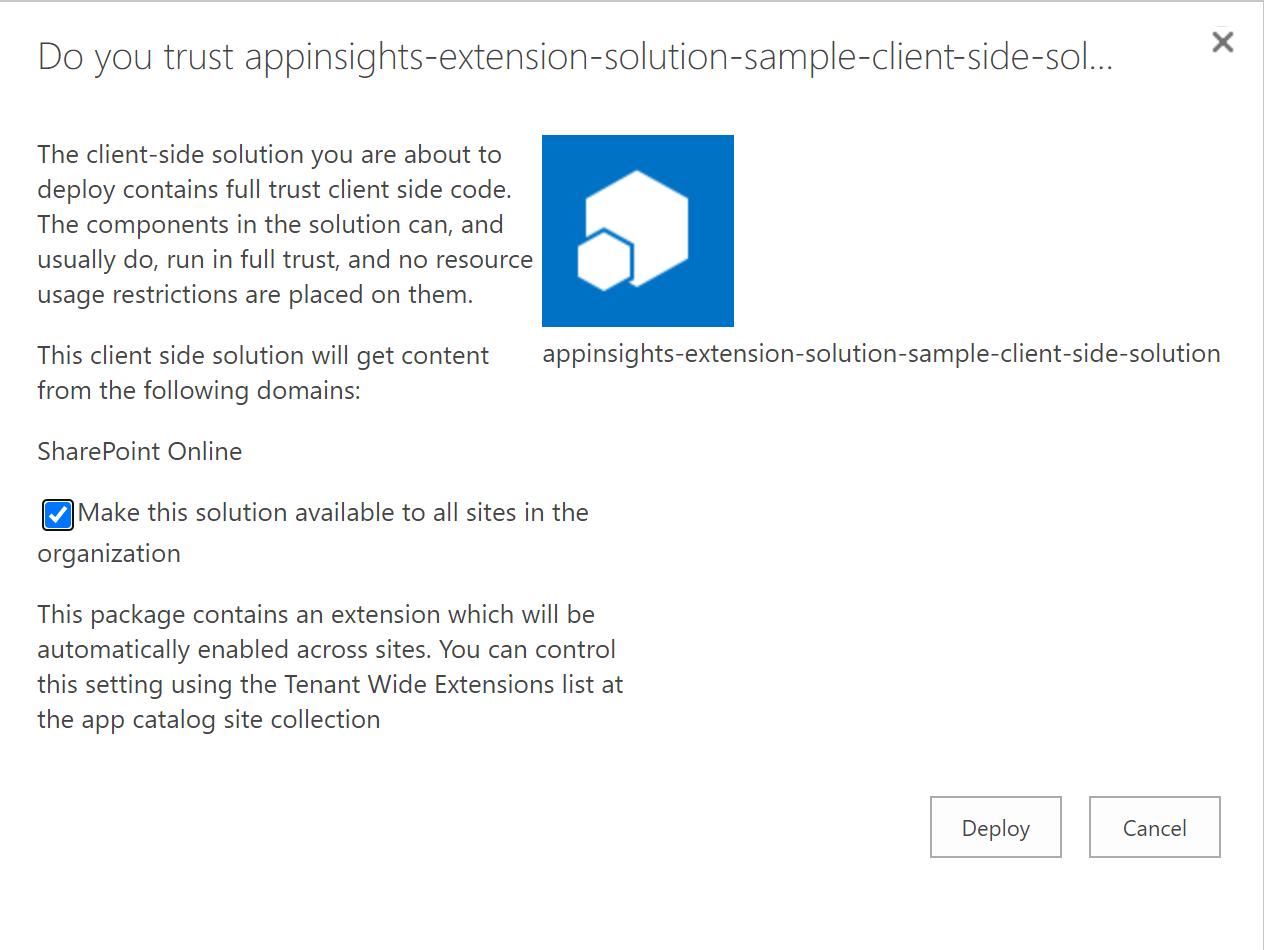 Do you trust appinsights-extension-solution-sample-client-side-sol...
The client-side solution you are about to
deploy contains full trust client side code.
The components in the solution can, and
usually do, run in full trust, and no resource
usage restrictions are placed on them.
This client side solution will get content
from the following domains:
SharePoint Online
Make this solution available to all sites in the
organization
This package contains an extension which will be
automatically enabled across sites. You can control
this setting using the Tenant Wide Extensions list at
the app catalog site collection
appinsights-extension-solution-sample-client-side-solution
Deploy
Cancel